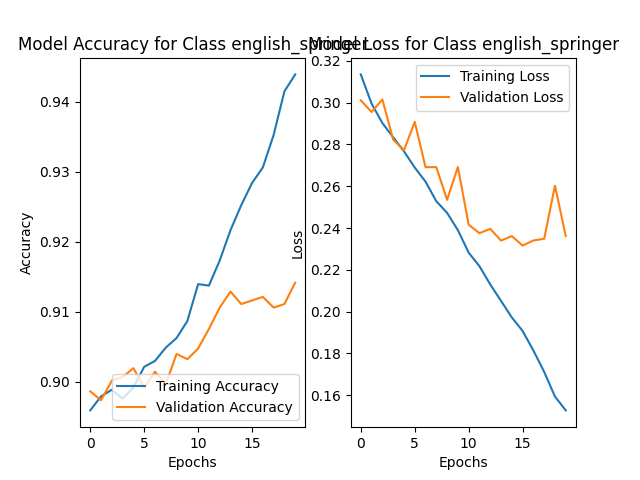 Model Accuracy for Class english_springer
Model Loss for Class english_springer
0.94
0.93
0.92
0.91
0.90
Accuracy
0
5
10
15
Epochs
Training Accuracy
Validation Accuracy
0.32
0.30
0.28
0.26
0.24
0.22
0.20
0.18
0.16
Loss
0
5
10
15
Epochs
Training Loss
Validation Loss